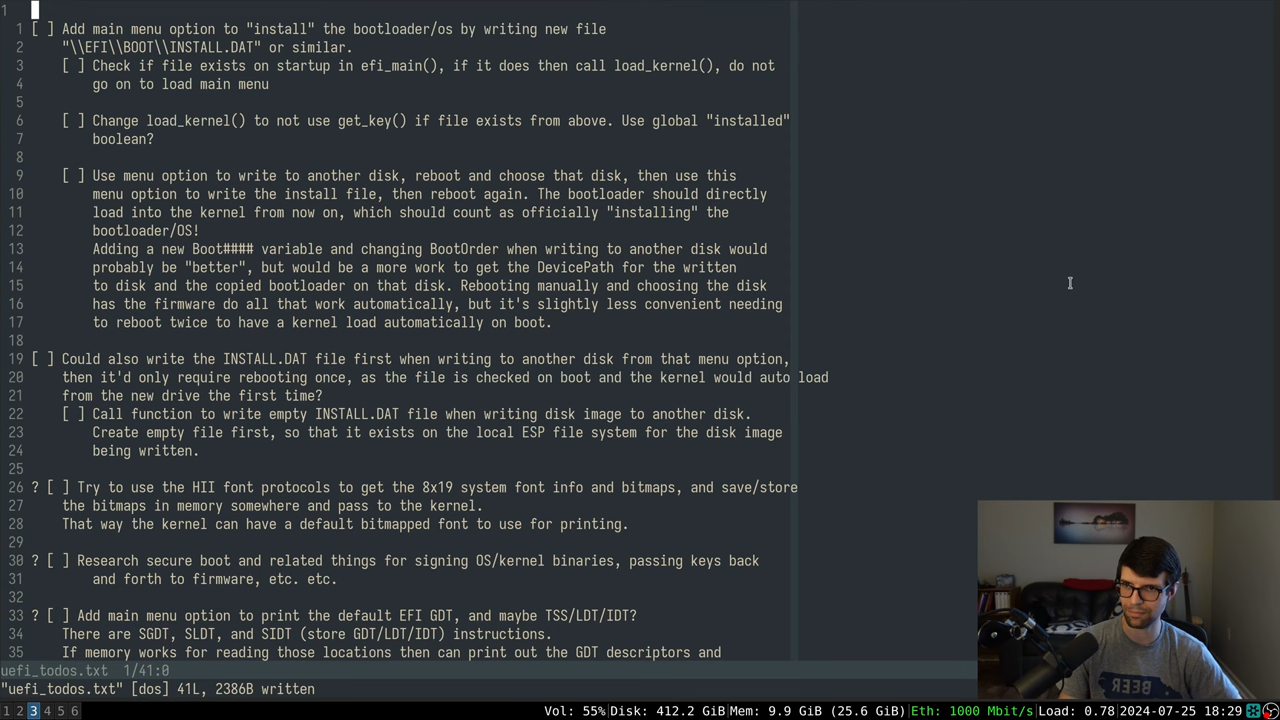 1
1 [ ] Add main menu option to "install" the bootloader/os by writing new file
2 "\\EFI\\BOOT\\INSTALL.DAT" or similar.
3 [ ] Check if file exists on startup in efi_main(), if it does then call load_kernel(), do not
4 go on to load main menu
5
6 [ ] Change load_kernel() to not use get_key() if file exists from above. Use global "installed"
7 boolean?
8
9 [ ] Use menu option to write to another disk, reboot and choose that disk, then use this
10 menu option to write the install file, then reboot again. The bootloader should directly
11 load into the kernel from now on, which should count as officially "installing" the
12 bootloader/OS!
13 Adding a new Boot#### variable and changing BootOrder when writing to another disk would
14 probably be "better", but would be a more work to get the DevicePath for the written
15 to disk and the copied bootloader on that disk. Rebooting manually and choosing the disk
16 has the firmware do all that work automatically, but it's slightly less convenient needing
17 to reboot twice to have a kernel load automatically on boot.
18
19 [ ] Could also write the INSTALL.DAT file first when writing to another disk from that menu option,
20 then it'd only require rebooting once, as the file is checked on boot and the kernel would auto load
21 from the new drive the first time?
22 [ ] Call function to write empty INSTALL.DAT file when writing disk image to another disk.
23 Create empty file first, so that it exists on the local ESP file system for the disk image
24 being written.
25
26 ? [ ] Try to use the HII font protocols to get the 8x19 system font info and bitmaps, and save/store
27 the bitmaps in memory somewhere and pass to the kernel.
28 That way the kernel can have a default bitmapped font to use for printing.
29
30 ? [ ] Research secure boot and related things for signing OS/kernel binaries, passing keys back
31 and forth to firmware, etc. etc.
32
33 ? [ ] Add main menu option to print the default EFI GDT, and maybe TSS/LDT/IDT?
34 There are SGDT, SLDT, and SIDT (store GDT/LDT/IDT) instructions.
35 If memory works for reading those locations then can print out the GDT descriptors and
uefi_todos.txt 1/41:0
"uefi_todos.txt" [dos] 41L, 2386B written
1 2 3 4 5 6 Vol: 55% Disk: 412.2 GiB Mem: 9.9 GiB (25.6 GiB) Eth: 1000 Mbit/s Load: 0.78 2024-07-25 18:29
BEER